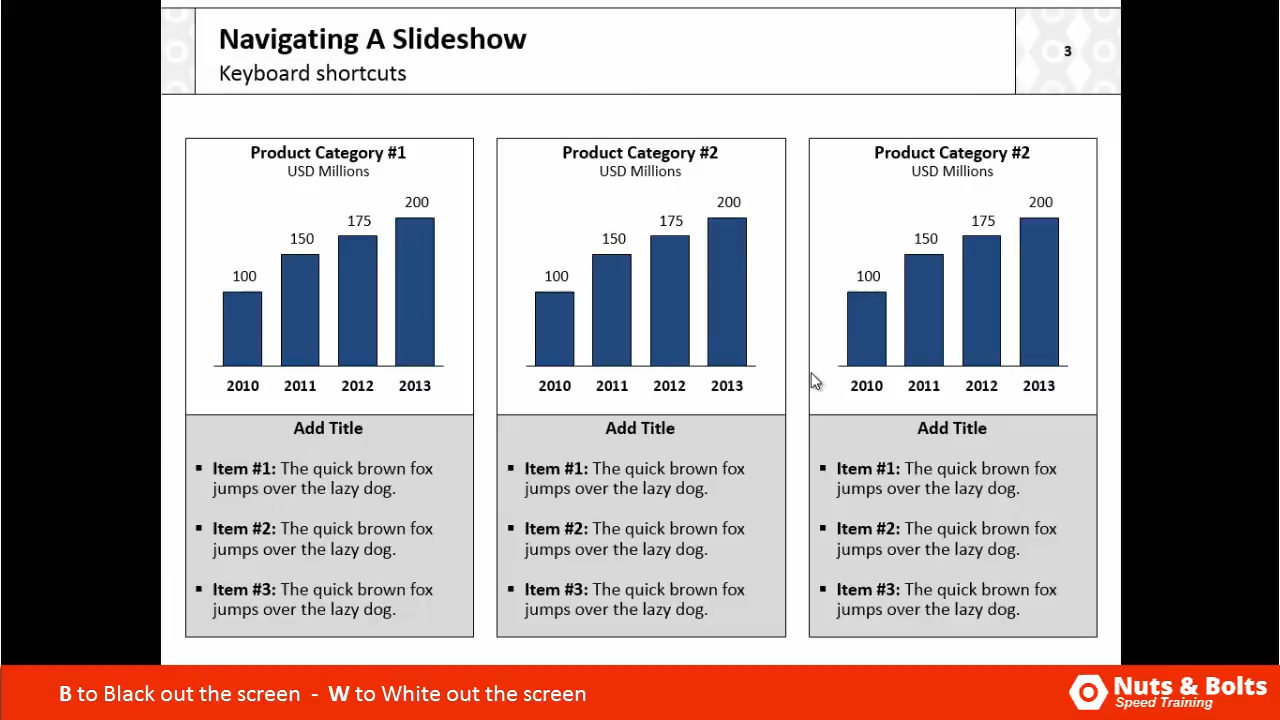 Navigating A Slideshow
Keyboard shortcuts
3
Product Category #1
USD Millions
100
150
175
200
2010
2011
2012
2013
Add Title
▪ Item #1: The quick brown fox
jumps over the lazy dog.
▪ Item #2: The quick brown fox
jumps over the lazy dog.
▪ Item #3: The quick brown fox
jumps over the lazy dog.
Product Category #2
USD Millions
100
150
175
200
2010
2011
2012
2013
Add Title
▪ Item #1: The quick brown fox
jumps over the lazy dog.
▪ Item #2: The quick brown fox
jumps over the lazy dog.
▪ Item #3: The quick brown fox
jumps over the lazy dog.
Product Category #2
USD Millions
100
150
175
200
2010
2011
2012
2013
Add Title
▪ Item #1: The quick brown fox
jumps over the lazy dog.
▪ Item #2: The quick brown fox
jumps over the lazy dog.
▪ Item #3: The quick brown fox
jumps over the lazy dog.
B to Black out the screen - W to White out the screen
Nuts & Bolts
Speed Training